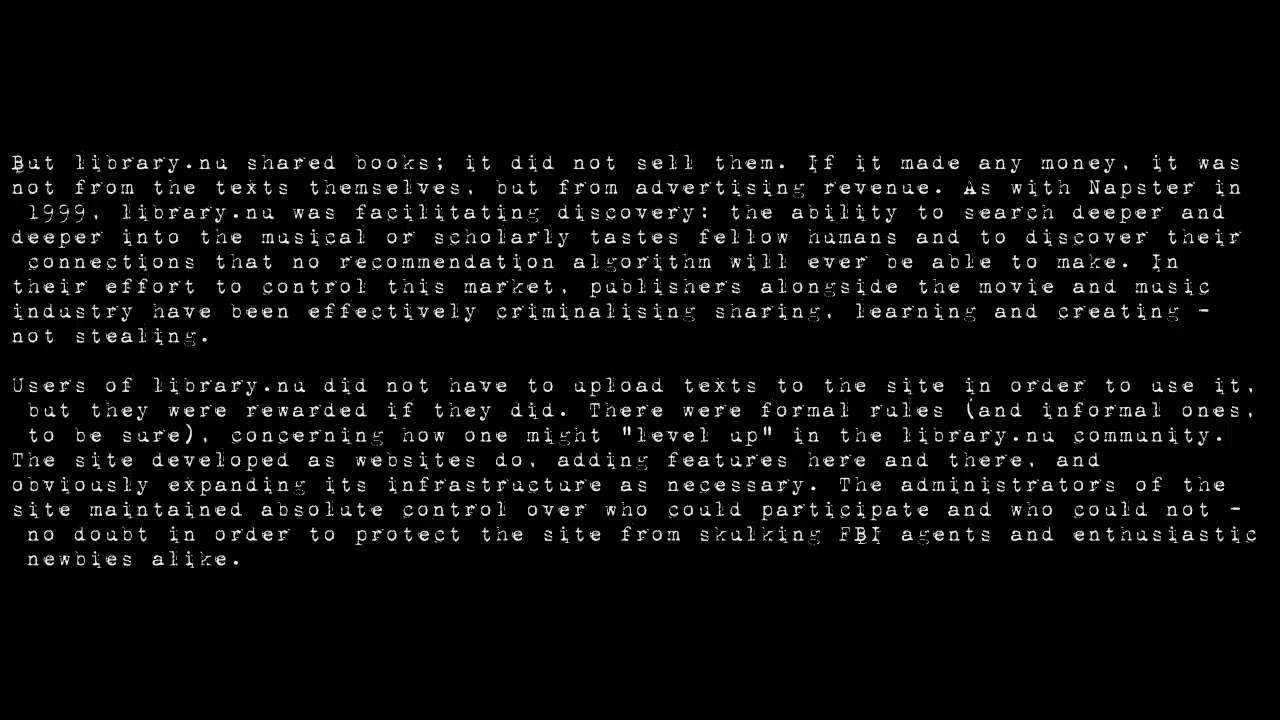 But library.nu shared books; it did not sell them. If it made any money, it was
not from the texts themselves, but from advertising revenue. As with Napster in
1999, library.nu was facilitating discovery: the ability to search deeper and
deeper into the musical or scholarly tastes fellow humans and to discover their
connections that no recommendation algorithm will ever be able to make. In
their effort to control this market, publishers alongside the movie and music
industry have been effectively criminalising sharing, learning and creating -
not stealing.
Users of library.nu did not have to upload texts to the site in order to use it,
but they were rewarded if they did. There were formal rules (and informal ones,
to be sure), concerning how one might "level up" in the library.nu community.
The site developed as websites do, adding features here and there, and
obviously expanding its infrastructure as necessary. The administrators of the
site maintained absolute control over who could participate and who could not -
no doubt in order to protect the site from skulking FBI agents and enthusiastic
newbies alike.